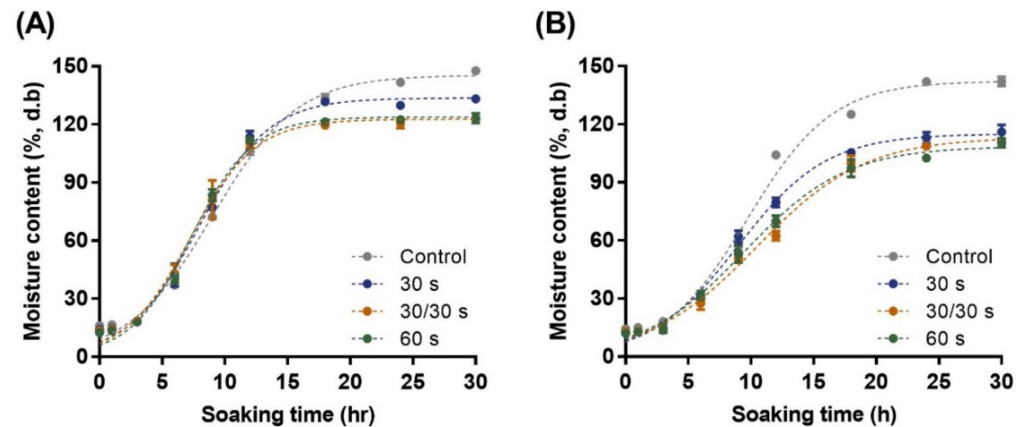 (A)
Moisture content (%, d.b)
150
120
90
60
30
0
0 5 10 15 20 25 30
Soaking time (hr)
Control
30 s
30/30 s
60 s
(B)
Moisture content (%, d.b)
150
120
90
60
30
0
0 5 10 15 20 25 30
Soaking time (h)
Control
30 s
30/30 s
60 s